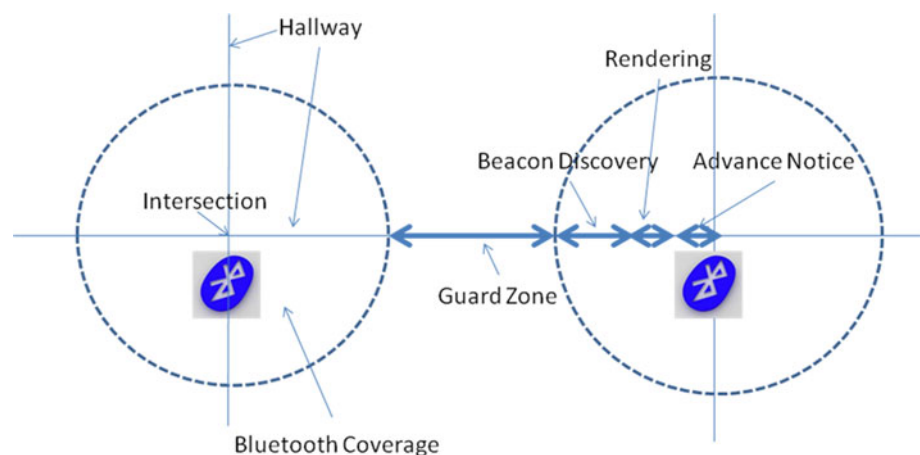 Hallway
Rendering
Beacon Discovery
Advance Notice
Intersection
Guard Zone
Bluetooth Coverage